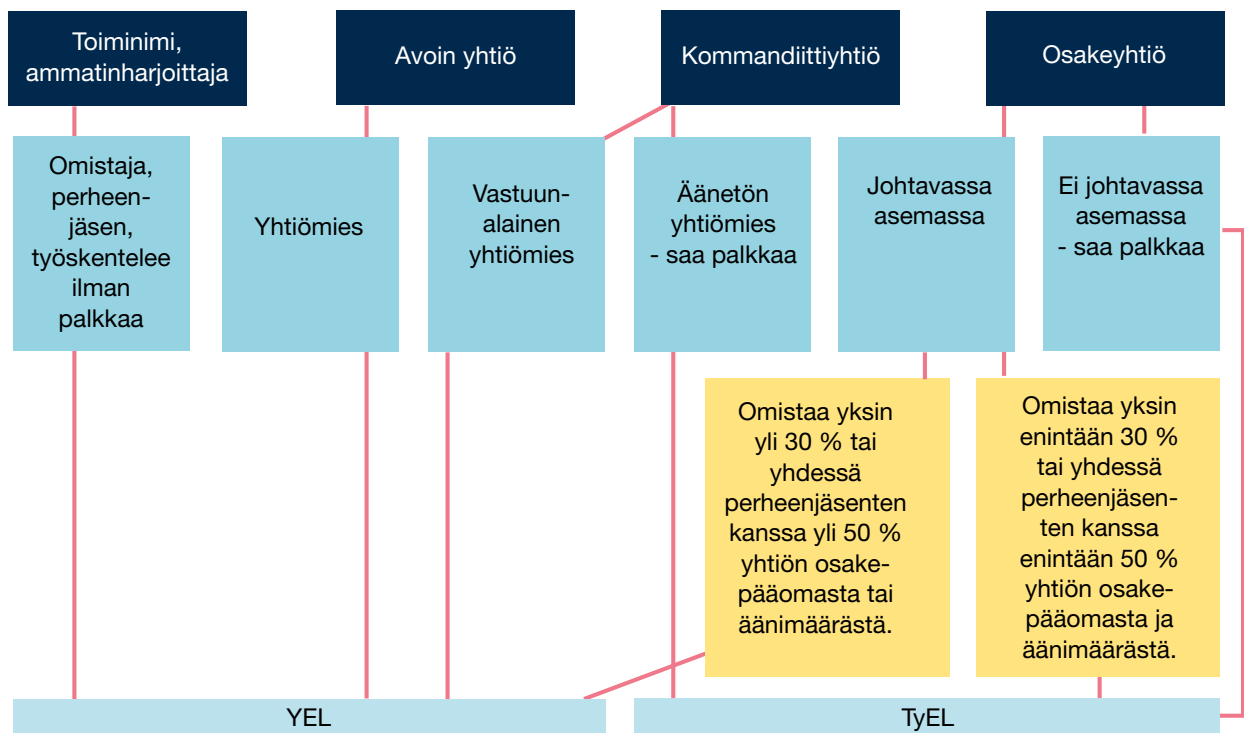 Toiminimi,
ammatinharjoittaja
Avoin yhtiö
Kommandiittiyhtiö
Osakeyhtiö
Omistaja,
perheen-
jäsen,
työskentelee
ilman
palkkaa
Yhtiömies
Vastuun-
alainen
yhtiömies
Äänetön
yhtiömies
- saa palkkaa
Johtavassa
asemassa
Ei johtavassa
asemassa
- saa palkkaa
Omistaa yksin
yli 30 % tai
yhdessä
perheenjäsenten
kanssa yli 50 %
yhtiön osake-
pääomasta tai
äänimäärästä.
Omistaa yksin
enintään 30 %
tai yhdessä
perheenjäsen-
ten kanssa
enintään 50 %
yhtiön osake-
pääomasta ja
äänimäärästä.
YEL
TyEL